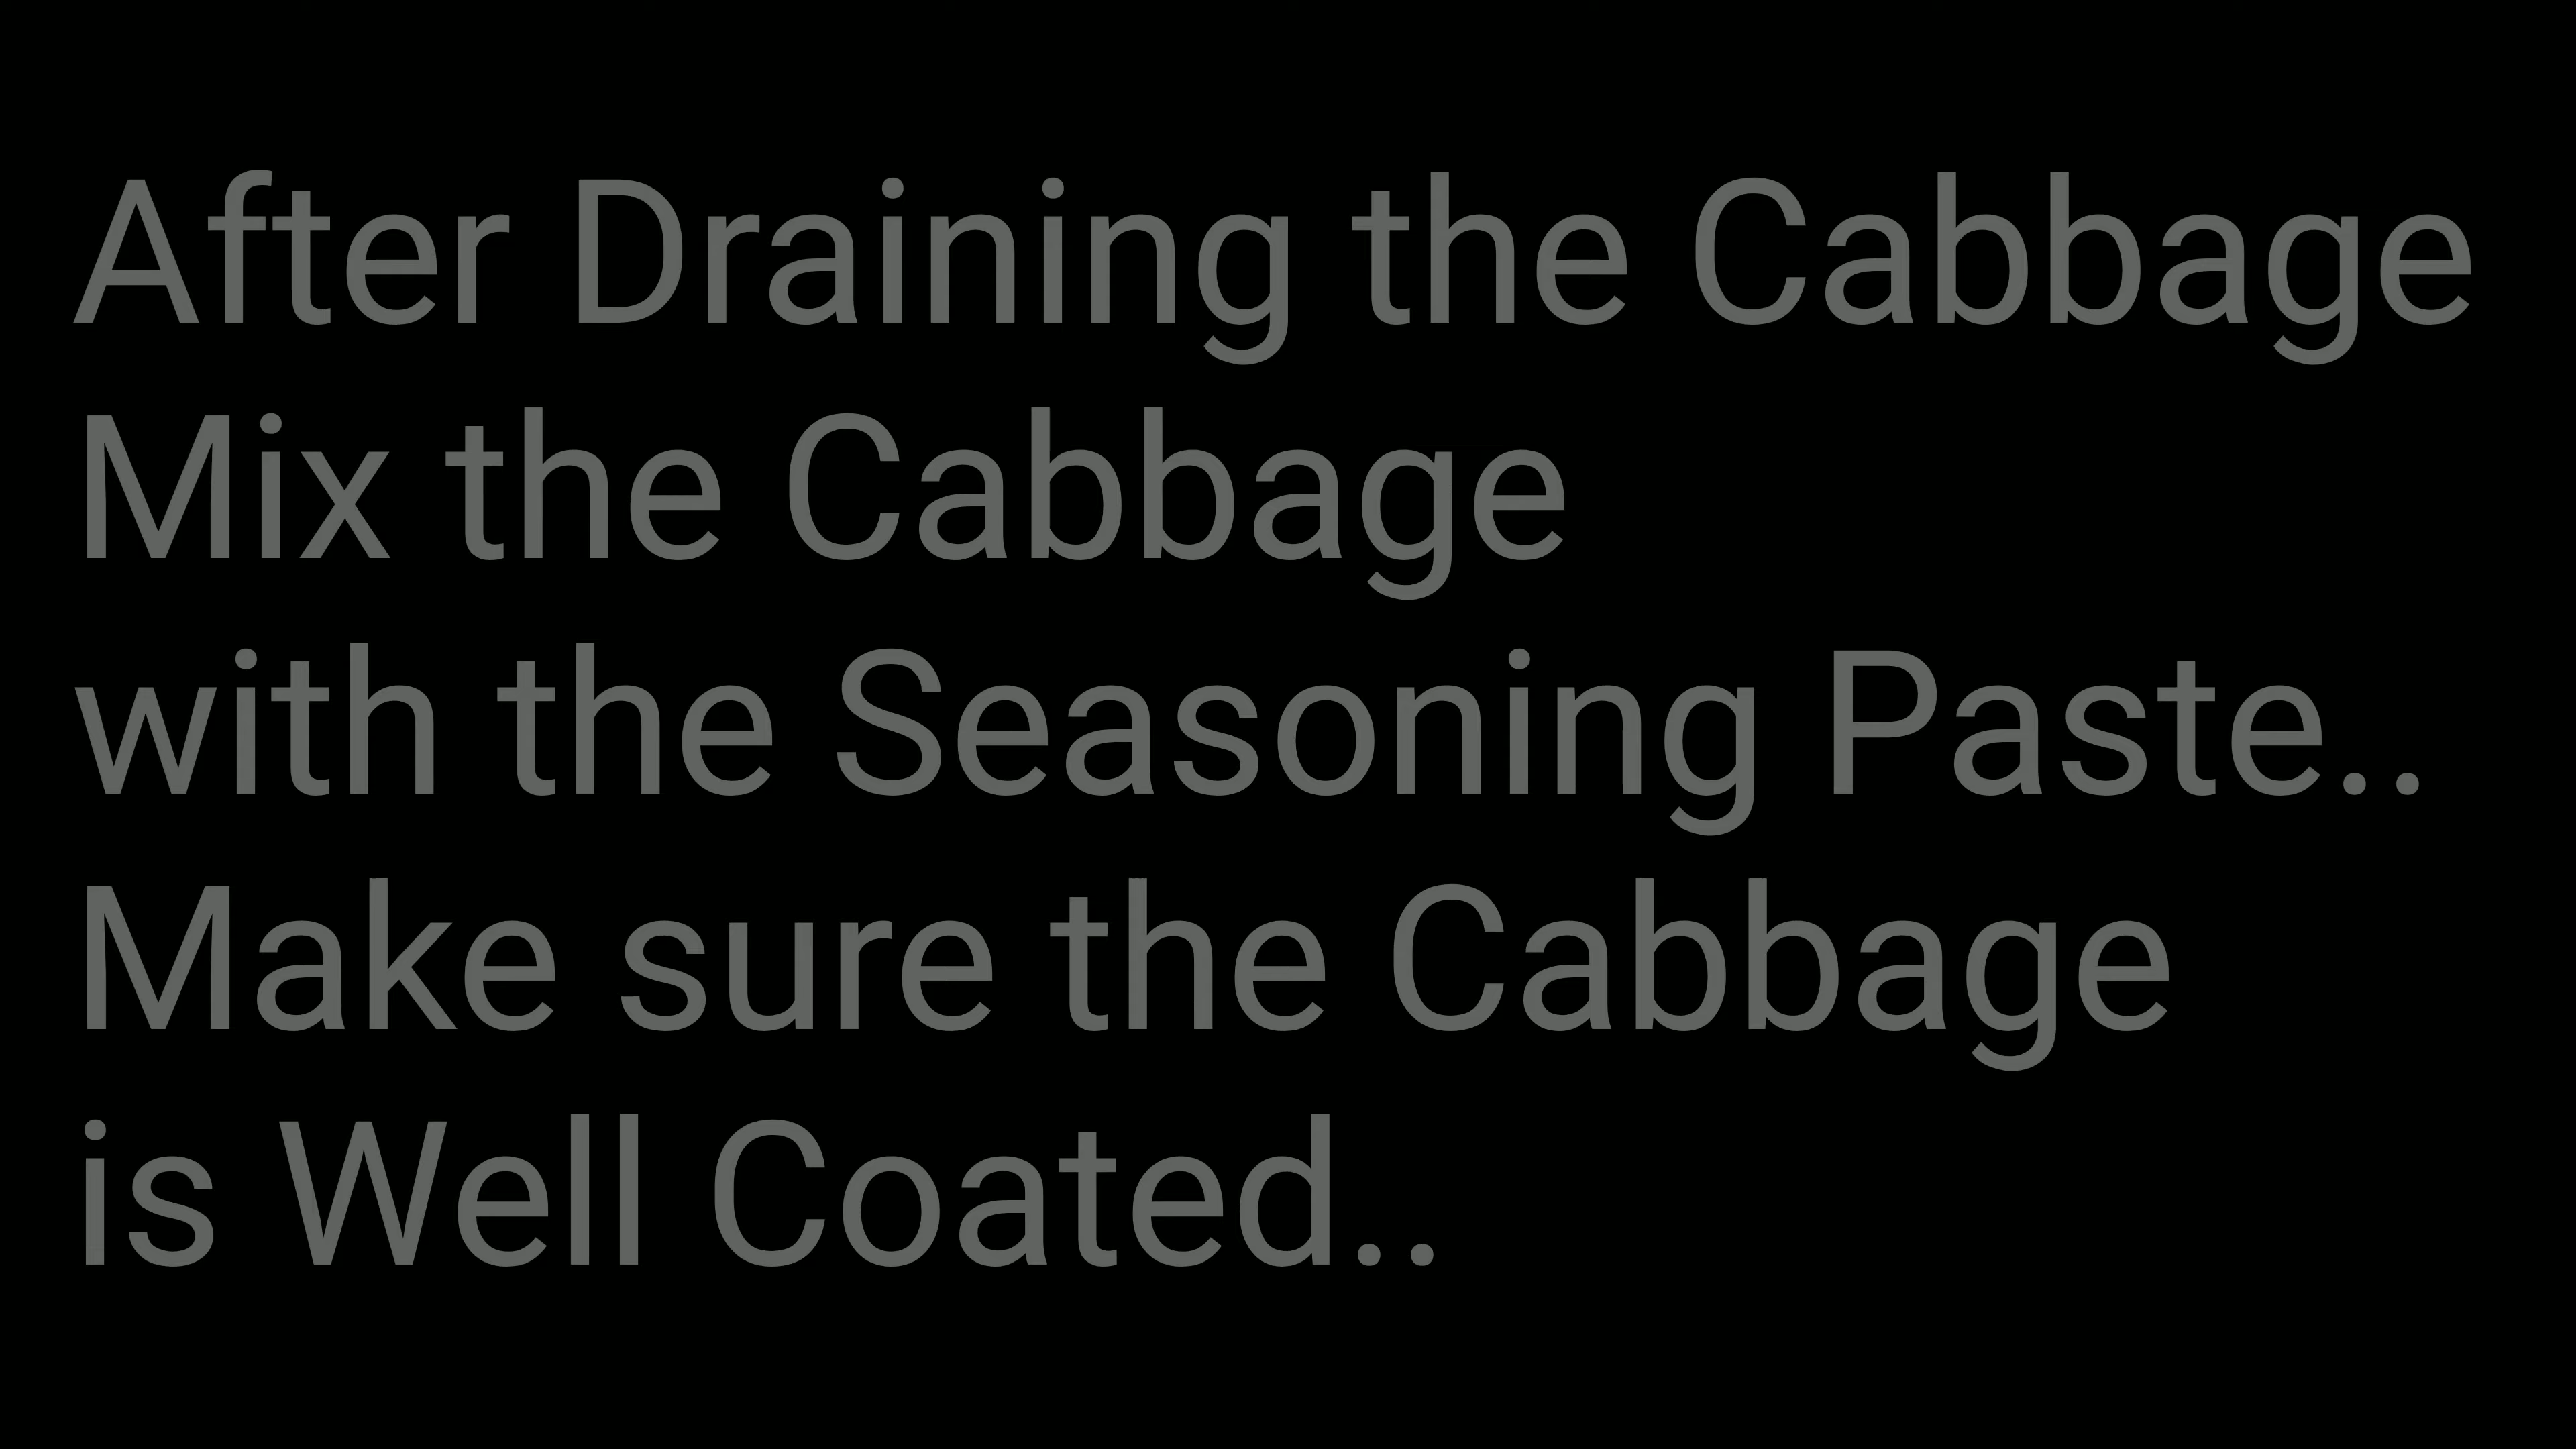 After Draining the Cabbage
Mix the Cabbage
with the Seasoning Paste..
Make sure the Cabbage
is Well Coated..